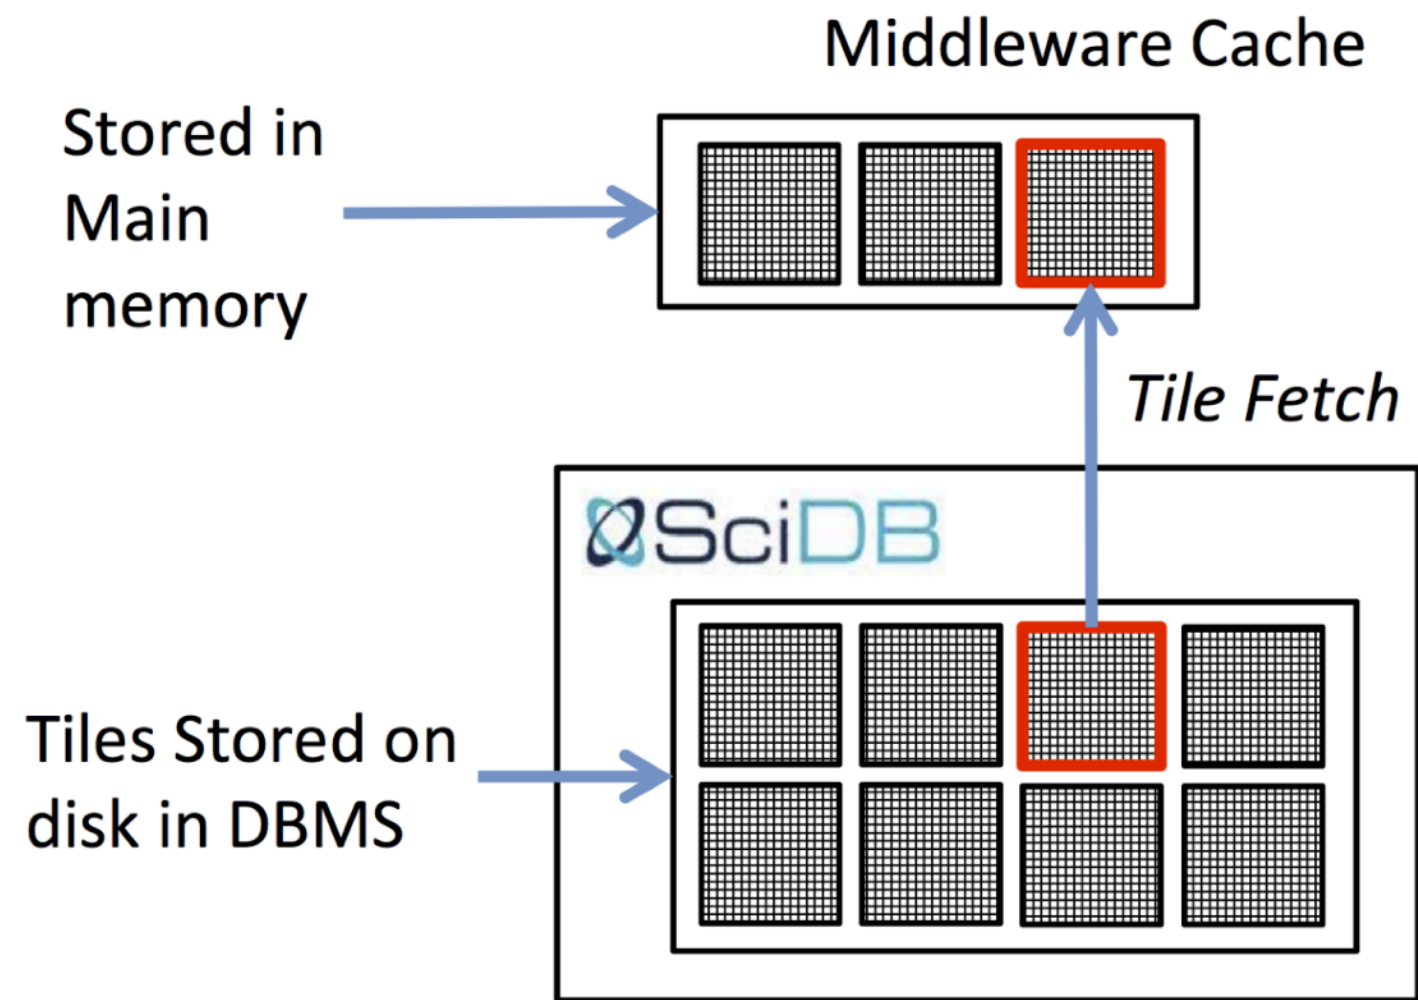 Middleware Cache
Stored in
Main
memory
Tile Fetch
SciDB
Tiles Stored on
disk in DBMS